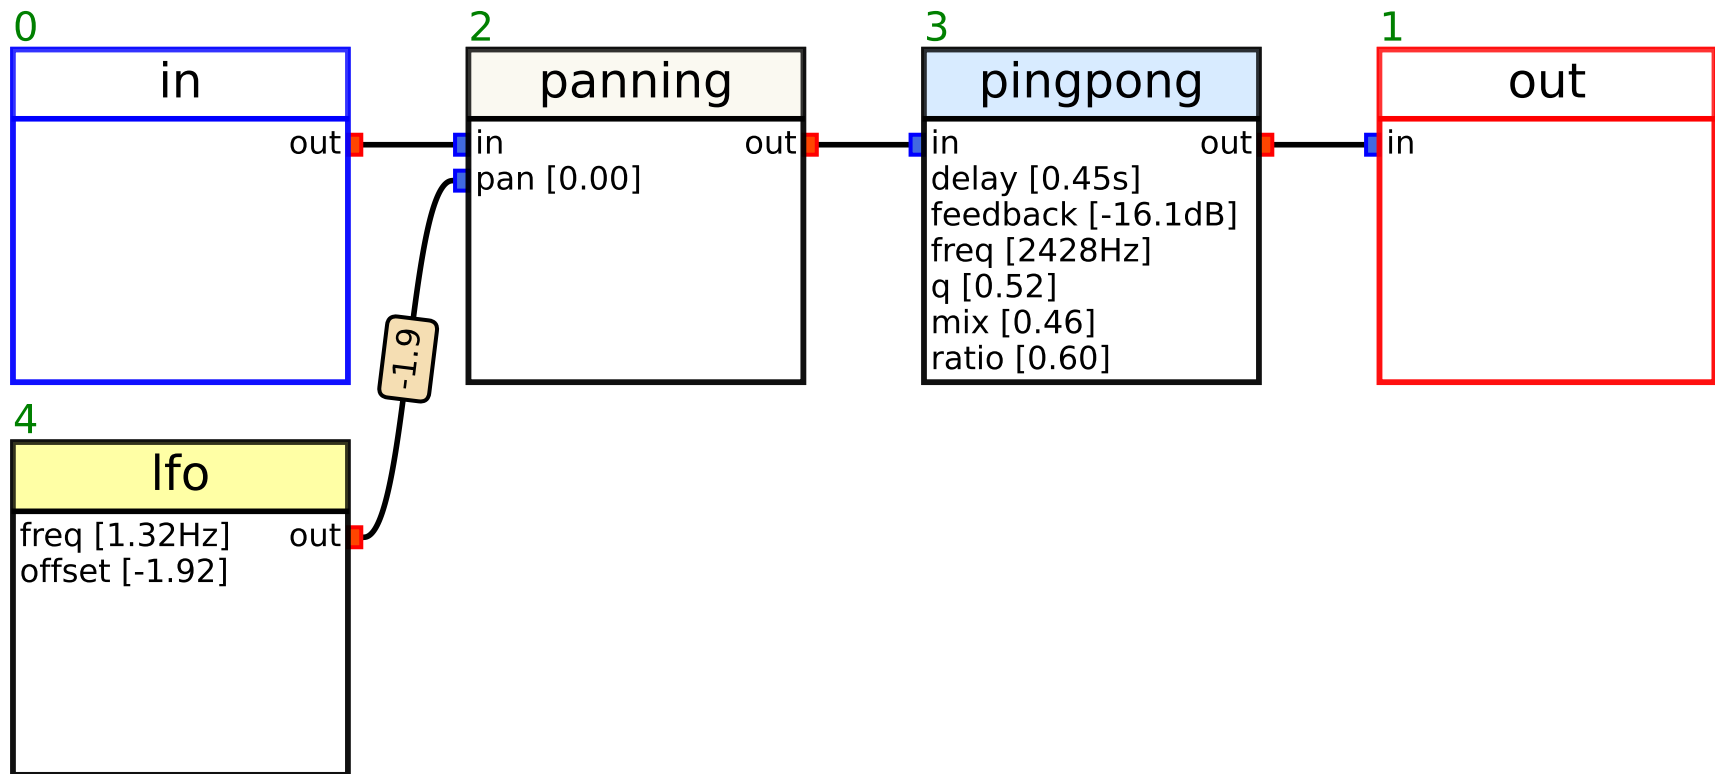 0
in
out
2
panning
in
out
pan [0.00]
3
pingpong
in
out
delay [0.45s]
feedback [-16.1dB]
freq [2428Hz]
q [0.52]
mix [0.46]
ratio [0.60]
1
out
in
-1.9
4
lfo
freq [1.32Hz]
out
offset [-1.92]